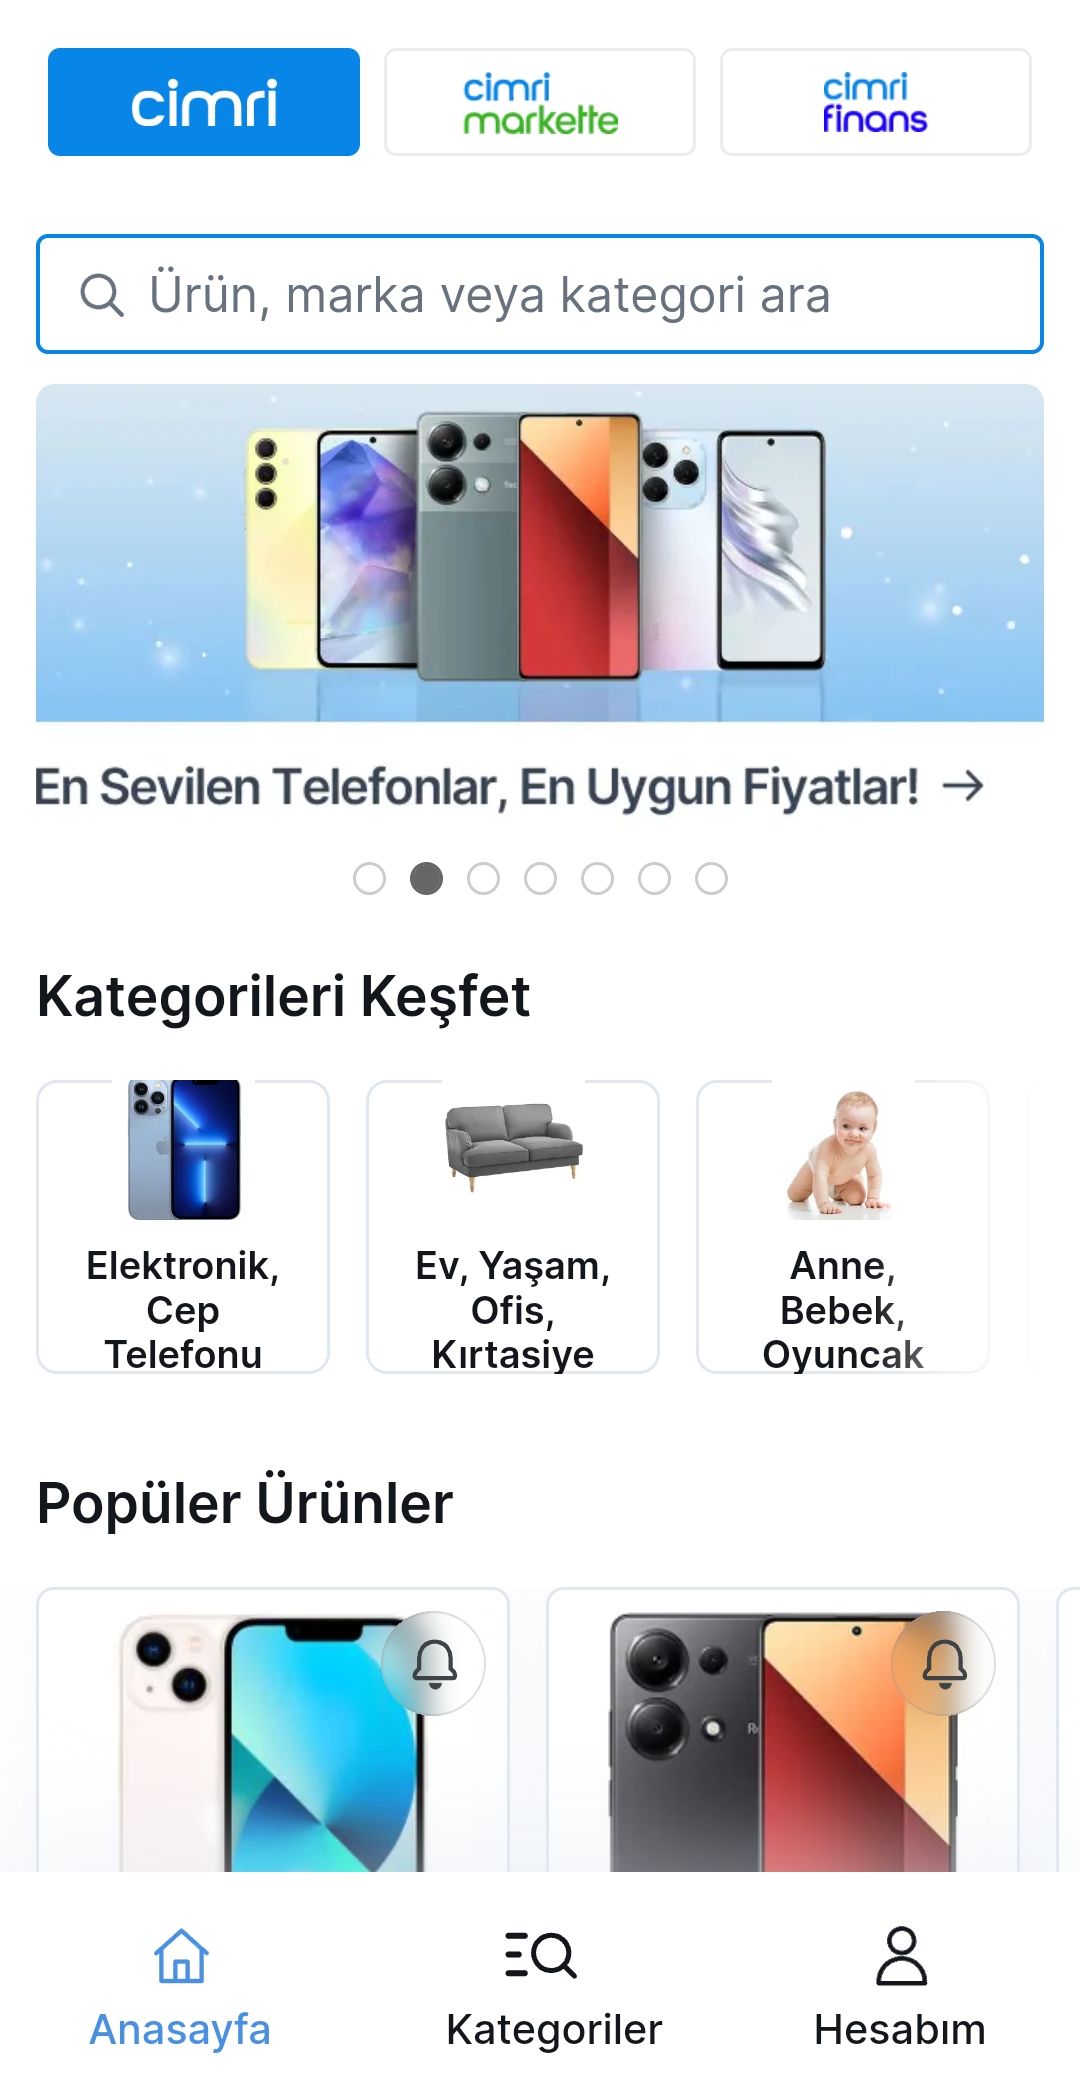 cimri
cimri
markette
cimri
finans
Ürün, marka veya kategori ara
En Sevilen Telefonlar, En Uygun Fiyatlar!
Kategorileri Keşfet
Elektronik,
Cep
Telefonu
Ev, Yaşam,
Ofis,
Kırtasiye
Anne,
Bebek,
Oyuncak
Popüler Ürünler
Anasayfa
Kategoriler
Hesabım